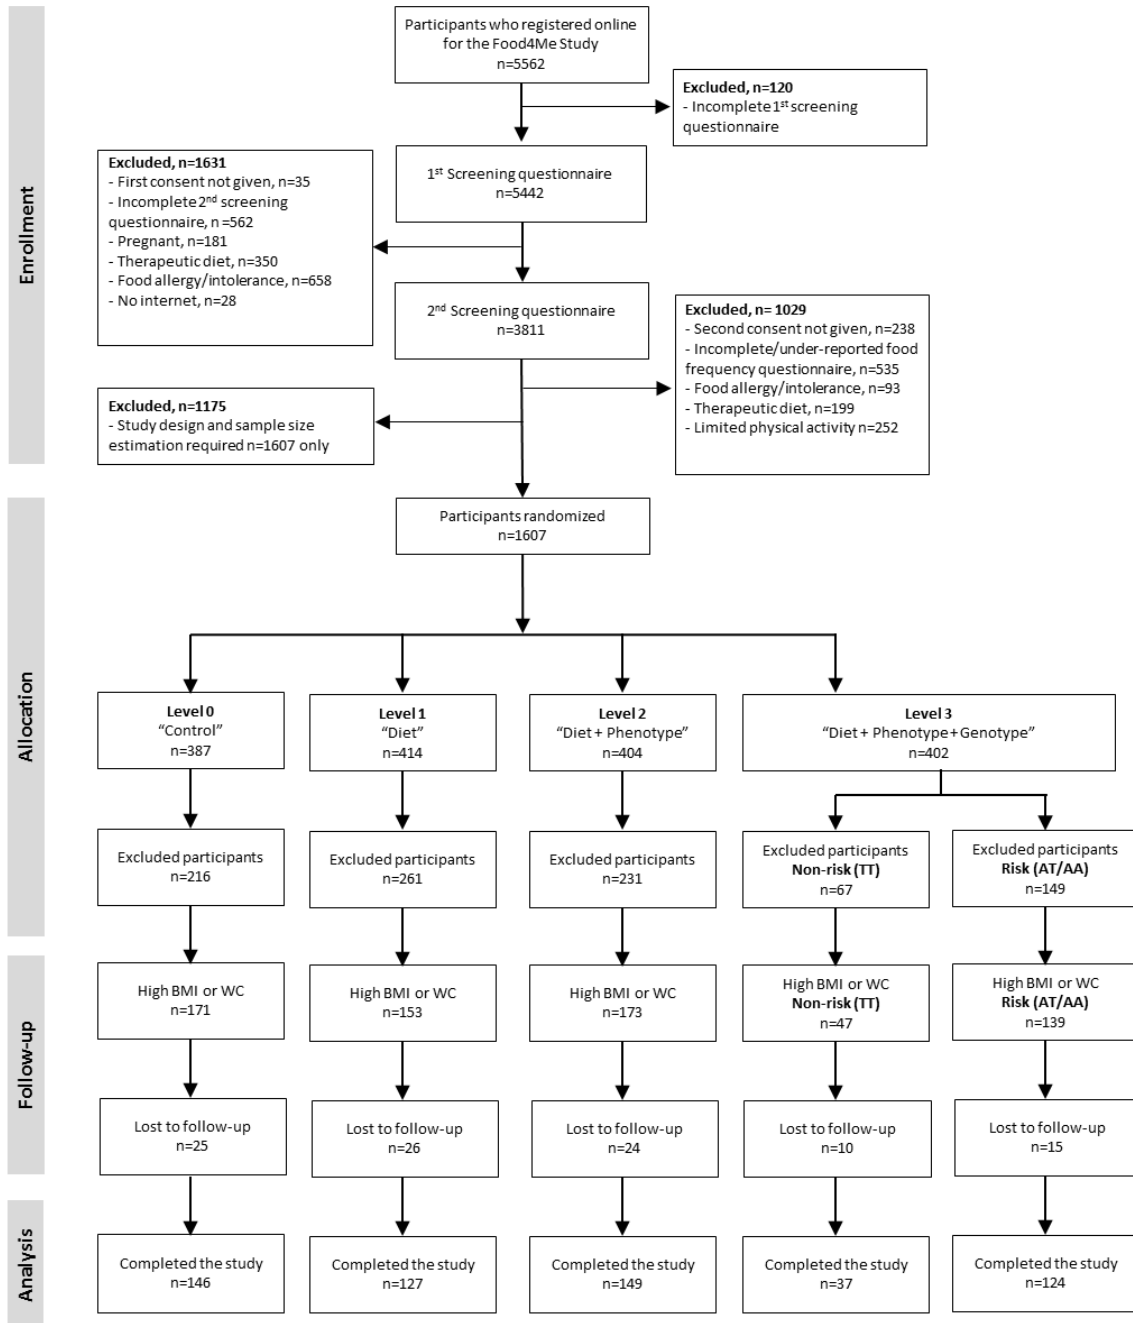 Enrollment
Participants who registered online
for the Food4Me Study
n=5562
Excluded, n=120
- Incomplete 1st screening
questionnaire
1st Screening questionnaire
n=5442
Excluded, n=1631
- First consent not given, n=35
- Incomplete 2nd screening
questionnaire, n =562
- Pregnant, n=181
- Therapeutic diet, n=350
- Food allergy/intolerance, n=658
- No internet, n=28
2nd Screening questionnaire
n=3811
Excluded, n= 1029
- Second consent not given, n=238
- Incomplete/under-reported food
frequency questionnaire, n=535
- Food allergy/intolerance, n=93
- Therapeutic diet, n=199
- Limited physical activity n=252
Excluded, n=1175
- Study design and sample size
estimation required n=1607 only
Allocation
Participants randomized
n=1607
Level 0
“Control”
n=387
Level 1
“Diet”
n=414
Level 2
“Diet + Phenotype”
n=404
Level 3
“Diet + Phenotype + Genotype”
n=402
Excluded participants
n=216
Excluded participants
n=261
Excluded participants
n=231
Excluded participants
Non-risk (TT)
n=67
Excluded participants
Risk (AT/AA)
n=149
Follow-up
High BMI or WC
n=171
High BMI or WC
n=153
High BMI or WC
n=173
High BMI or WC
Non-risk (TT)
n=47
High BMI or WC
Risk (AT/AA)
n=139
Lost to follow-up
n=25
Lost to follow-up
n=26
Lost to follow-up
n=24
Lost to follow-up
n=10
Lost to follow-up
n=15
Analysis
Completed the study
n=146
Completed the study
n=127
Completed the study
n=149
Completed the study
n=37
Completed the study
n=124